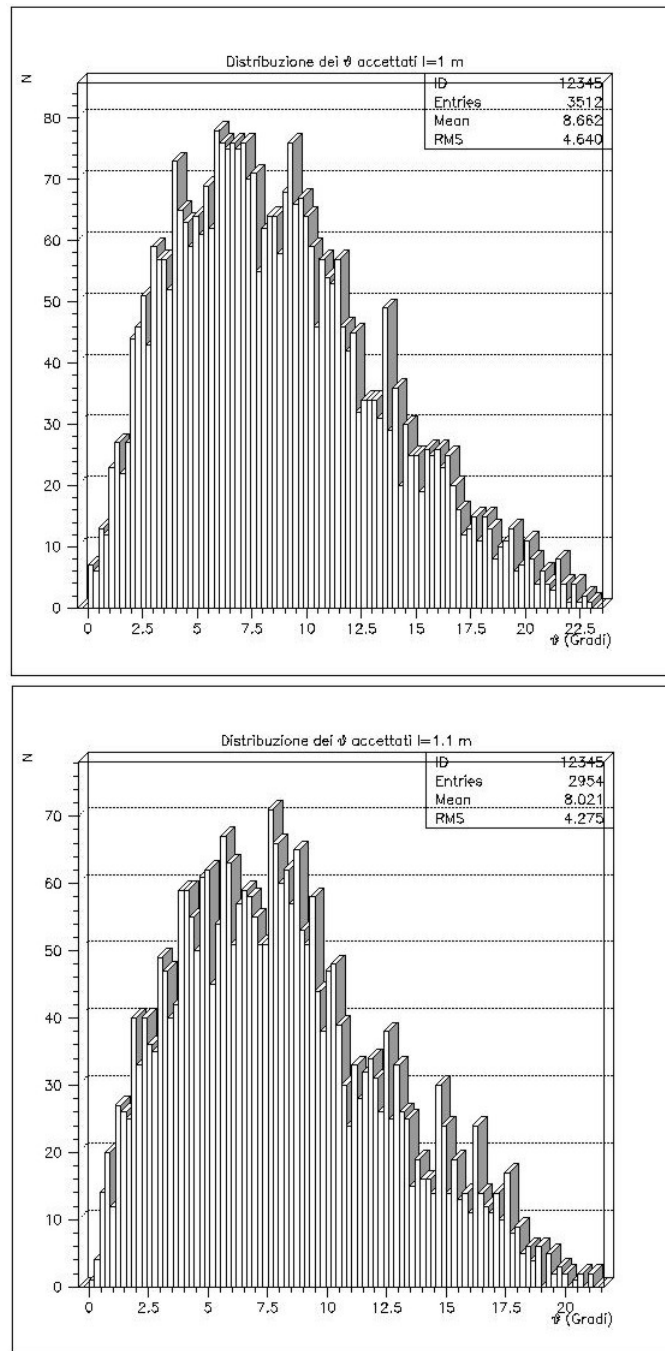 Distribuzione dei ϑ accettati l=1 m
N
ID 12345
Entries 3512
Mean 8.662
RMS 4.640
80
70
60
50
40
30
20
10
0
0 2.5 5 7.5 10 12.5 15 17.5 20 22.5
ϑ (Gradi)
Distribuzione dei ϑ accettati l=1.1 m
N
ID 12345
Entries 2954
Mean 8.021
RMS 4.275
70
60
50
40
30
20
10
0
0 2.5 5 7.5 10 12.5 15 17.5 20
ϑ (Gradi)